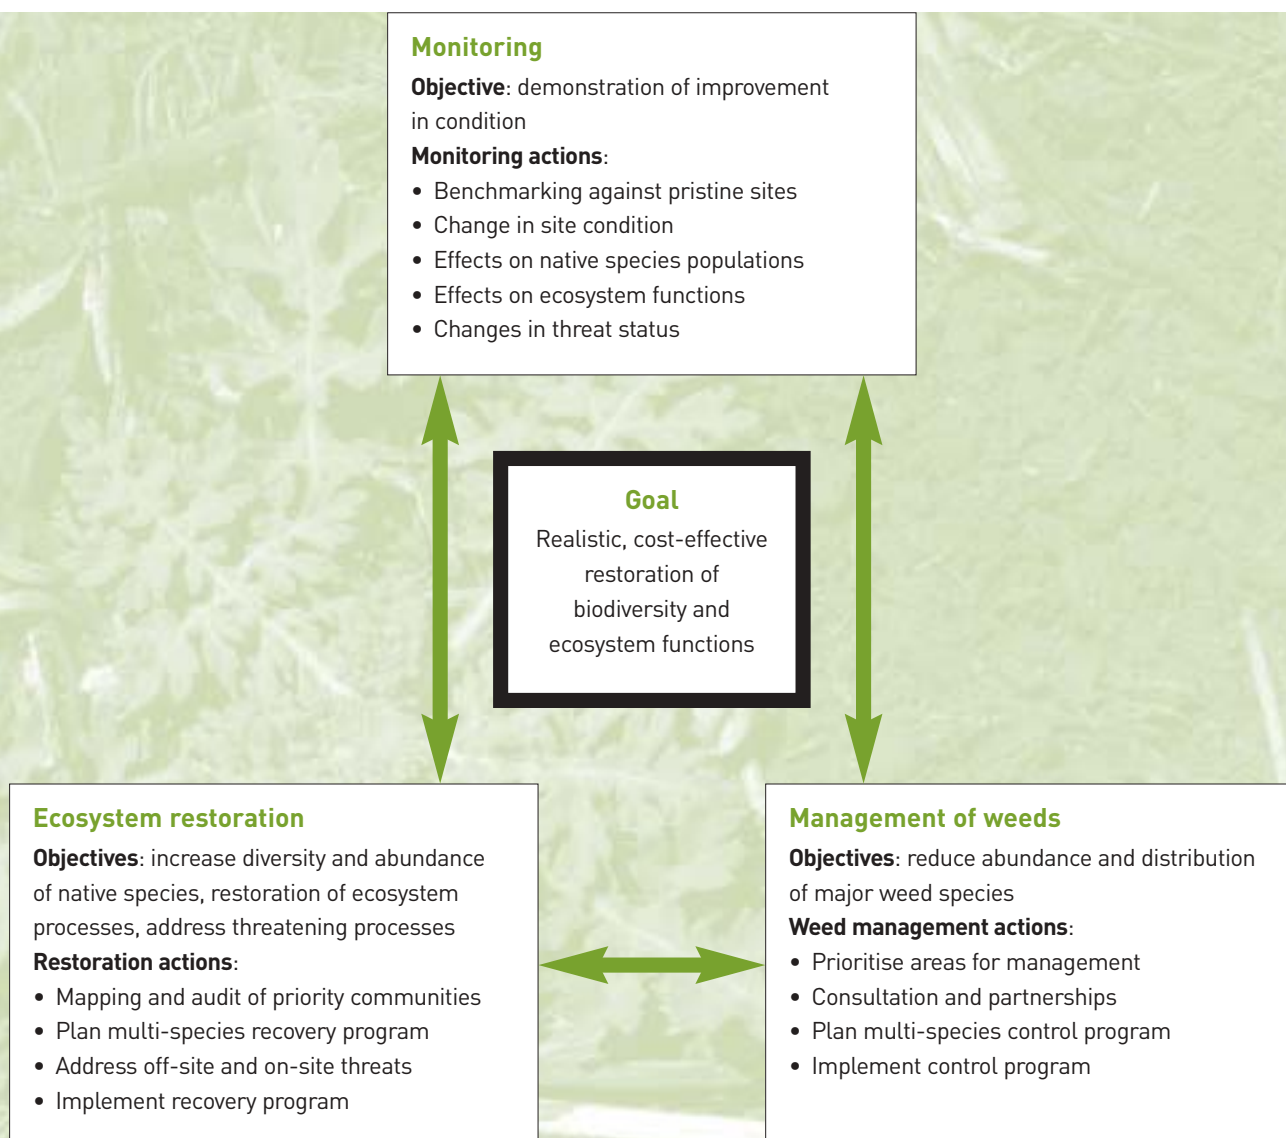 Monitoring
Objective: demonstration of improvement
in condition
Monitoring actions:
• Benchmarking against pristine sites
• Change in site condition
• Effects on native species populations
• Effects on ecosystem functions
• Changes in threat status
Goal
Realistic, cost-effective
restoration of
biodiversity and
ecosystem functions
Ecosystem restoration
Objectives: increase diversity and abundance
of native species, restoration of ecosystem
processes, address threatening processes
Restoration actions:
• Mapping and audit of priority communities
• Plan multi-species recovery program
• Address off-site and on-site threats
• Implement recovery program
Management of weeds
Objectives: reduce abundance and distribution
of major weed species
Weed management actions:
• Prioritise areas for management
• Consultation and partnerships
• Plan multi-species control program
• Implement control program